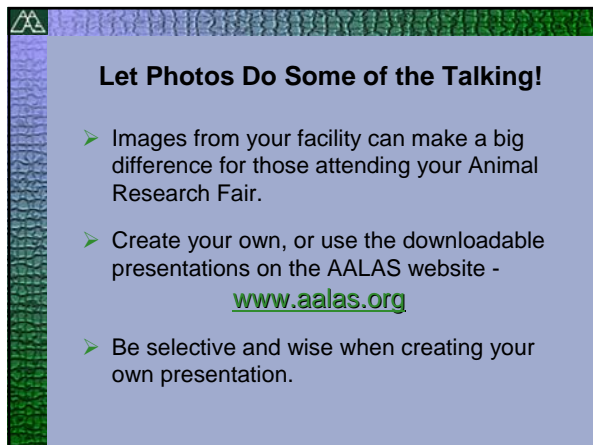 Let Photos Do Some of the Talking!
Images from your facility can make a big
difference for those attending your Animal
Research Fair.
Create your own, or use the downloadable
presentations on the AALAS website -
www.aalas.org
Be selective and wise when creating your
own presentation.